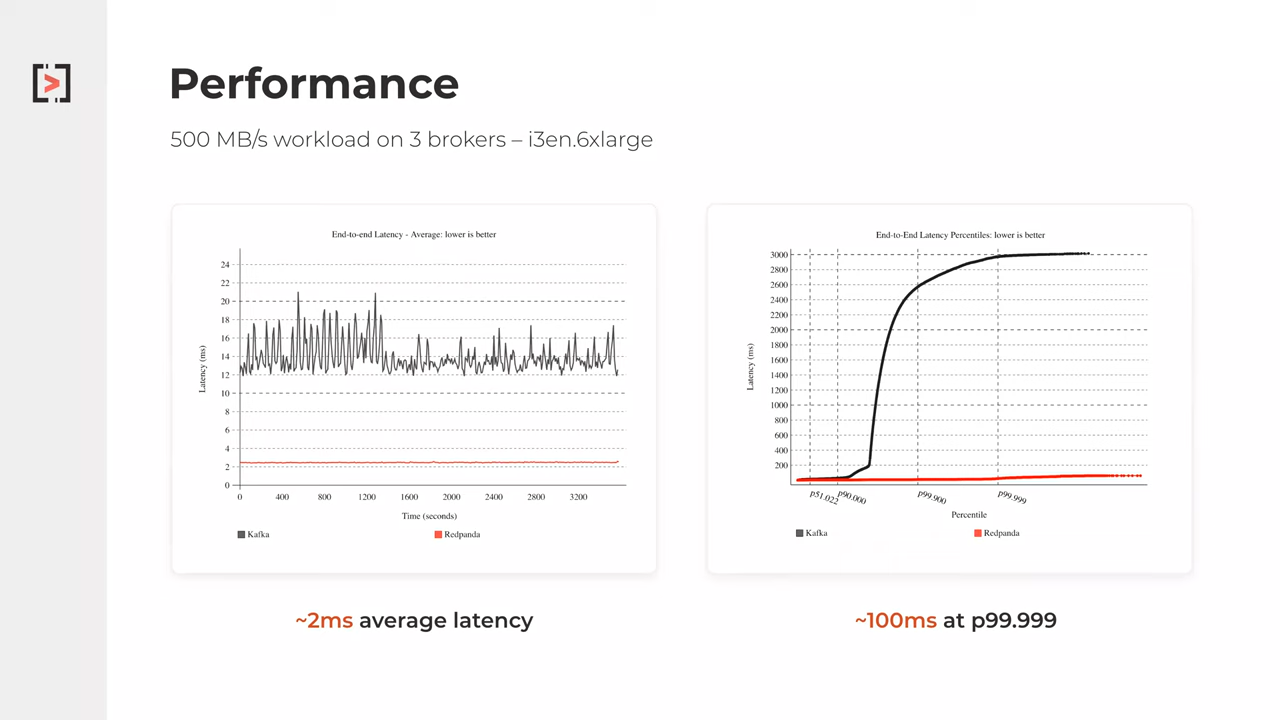 Performance
500 MB/s workload on 3 brokers – i3en.6xlarge
End-to-end Latency - Average: lower is better
24
22
20
18
16
14
12
10
8
6
4
2
0
Latency (ms)
0 400 800 1200 1600 2000 2400 2800 3200
Time (seconds)
Kafka Redpanda
~2ms average latency
End-to-End Latency Percentiles: lower is better
3000
2800
2600
2400
2200
2000
1800
1600
1400
1200
1000
800
600
400
200
Latency (ms)
p51.022 p90.000 p99.900 p99.999
Percentile
Kafka Redpanda
~100ms at p99.999